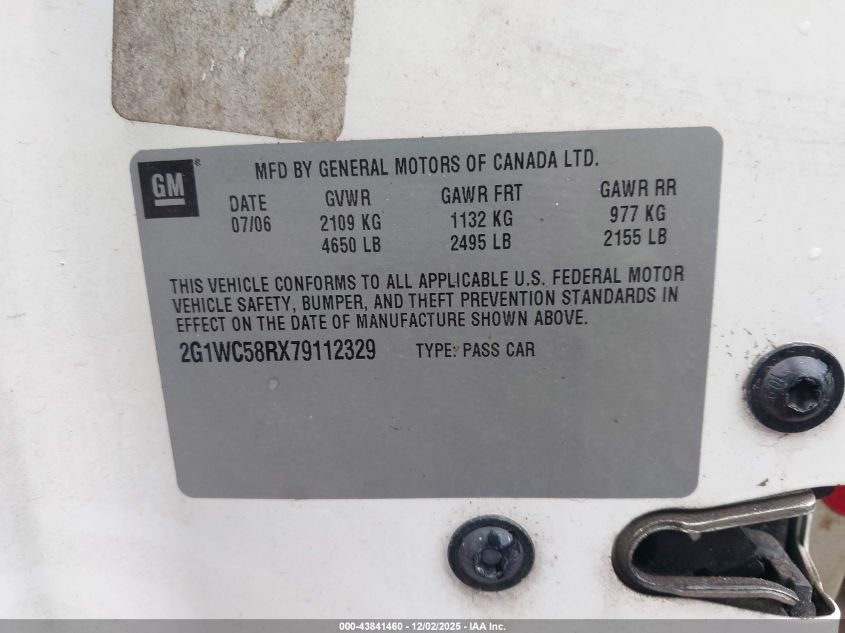 GM®
MFD BY GENERAL MOTORS OF CANADA LTD.
DATE GVWR GAWR FRT GAWR RR
07/06 2109 KG 1132 KG 977 KG
4650 LB 2495 LB 2155 LB
THIS VEHICLE CONFORMS TO ALL APPLICABLE U.S. FEDERAL MOTOR
VEHICLE SAFETY, BUMPER, AND THEFT PREVENTION STANDARDS IN
EFFECT ON THE DATE OF MANUFACTURE SHOWN ABOVE.
2G1WC58RX79112329 TYPE: PASS CAR
000-43841460 - 12/02/2025 - IAA Inc.